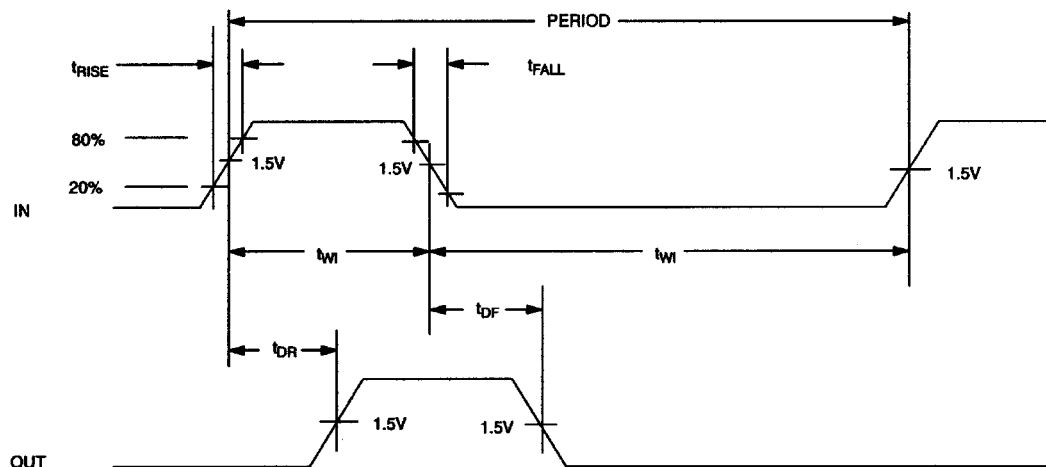 PERIOD
tRISE
tFALL
80%
1.5V
1.5V
1.5V
20%
IN
tWI
tWI
tDF
tDR
1.5V
1.5V
OUT